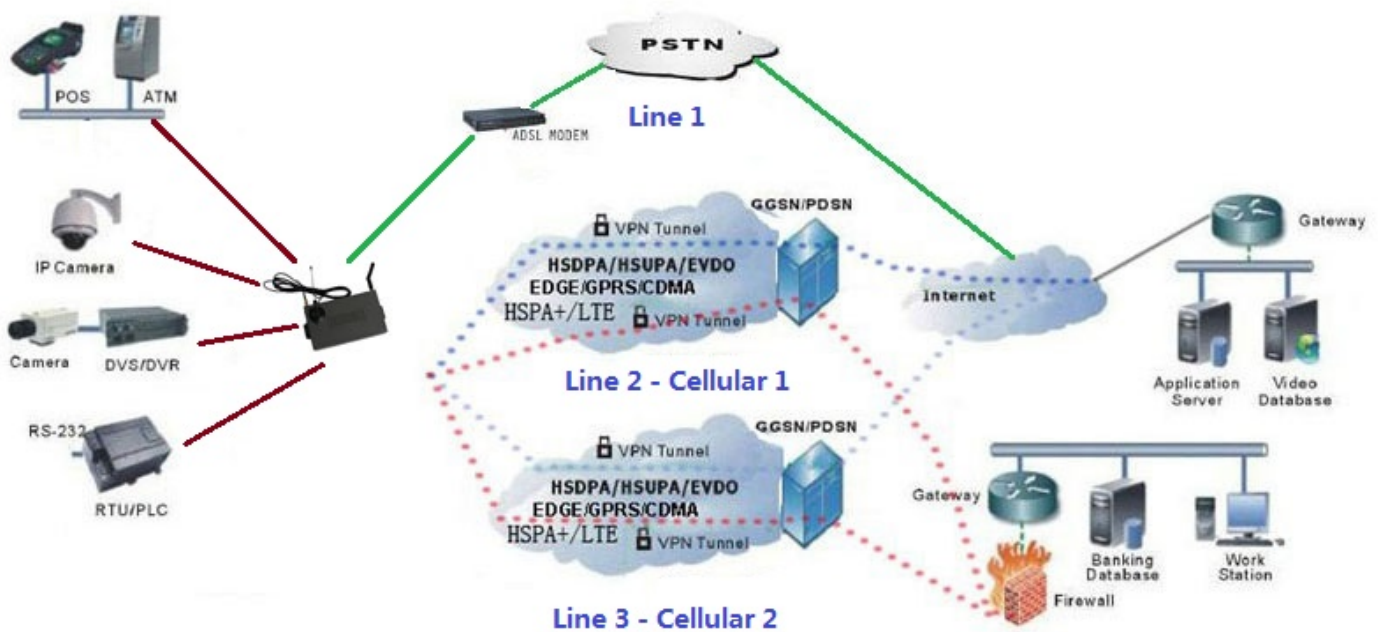 PSTN
POS
ATM
Line 1
ADSL MODEM
GGSN/PDSN
VPN Tunnel
Gateway
IP Camera
HSDPA/HSUPA/EVDO
EDGE/GPRS/CDMA
HSPA+/LTE
VPN Tunnel
Internet
Camera
DVS/DVR
Line 2 - Cellular 1
Application
Server
Video
Database
RS-232
GGSN/PDSN
VPN Tunnel
HSDPA/HSUPA/EVDO
EDGE/GPRS/CDMA
HSPA+/LTE
VPN Tunnel
Gateway
RTU/PLC
Banking
Database
Work
Station
Firewall
Line 3 - Cellular 2